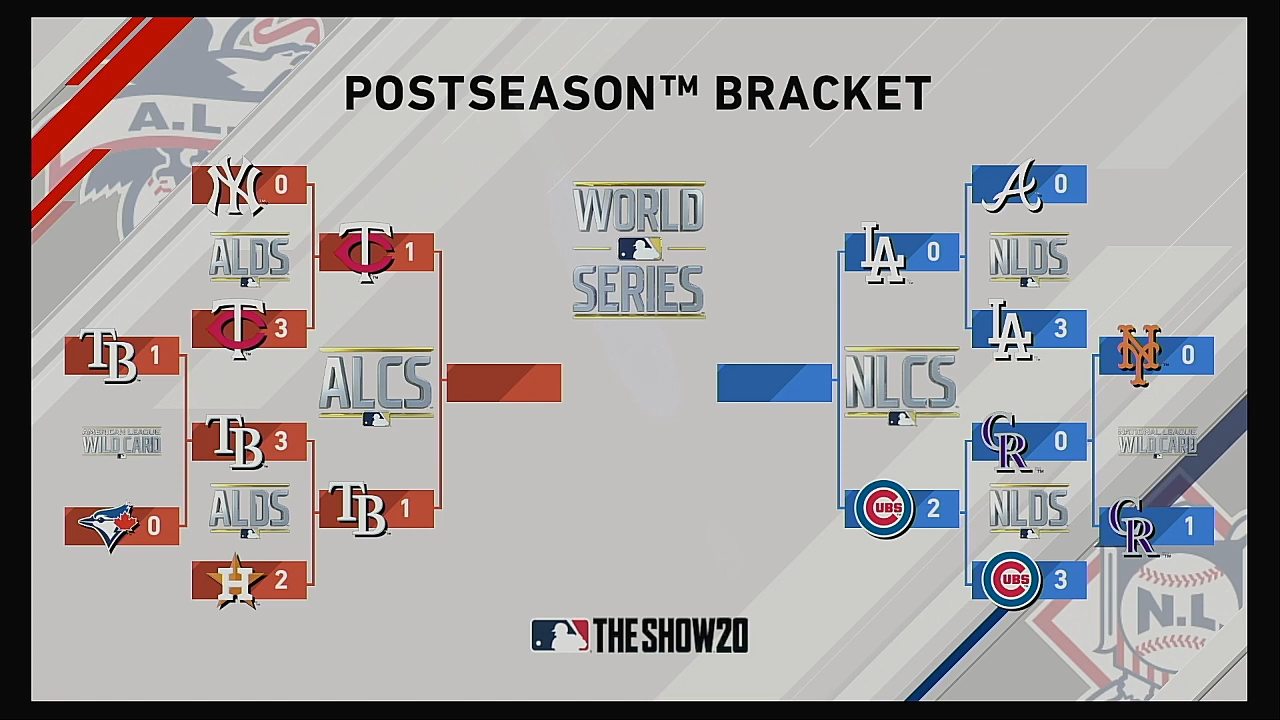 POSTSEASON™ BRACKET
A.L.
NY 0
ALDS
TC 3
TC 1
TB 1
AMERICAN LEAGUE
WILD CARD
0
TB 3
ALDS
H 2
TB 1
ALCS
WORLD
SERIES
NLCS
LA 0
CUBS 2
A 0
NLDS
LA 3
CR 0
NLDS
CUBS 3
NY 0
NATIONAL LEAGUE
WILD CARD
CR 1
N.L.
THE SHOW 20